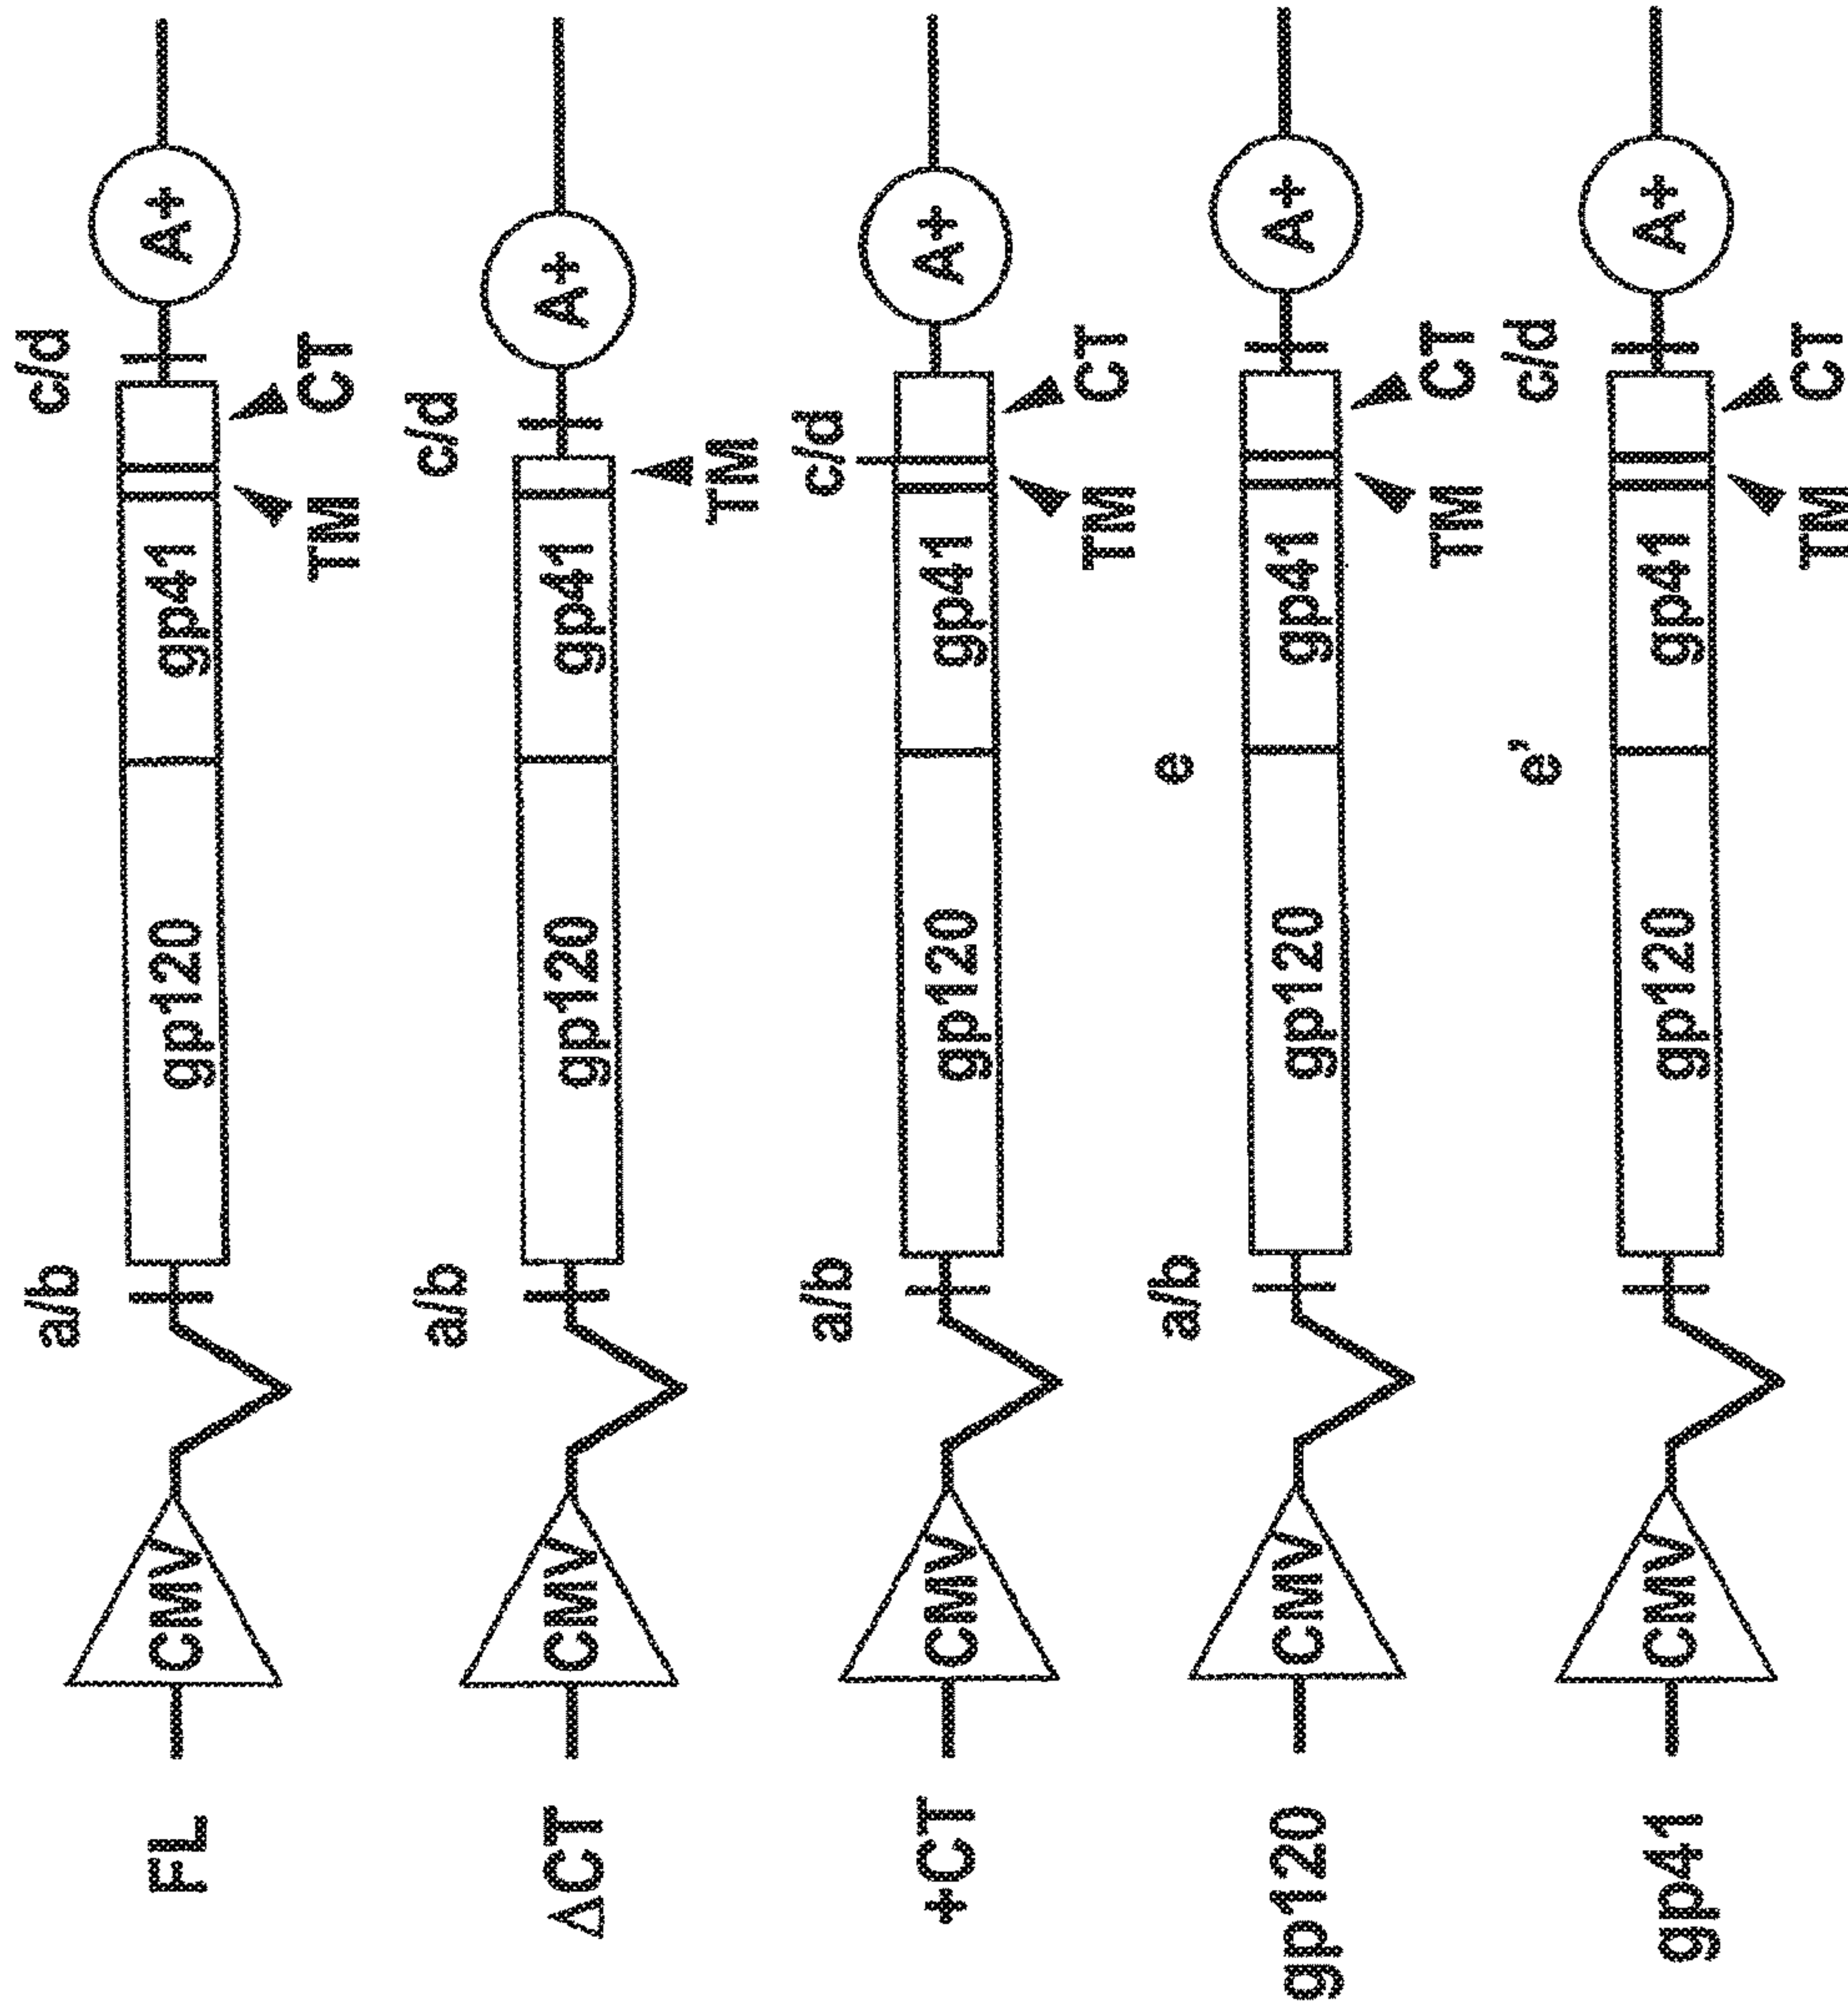 a/b c/d
FL CMV gp120 gp41 A+
TM CT
a/b c/d
ΔCT CMV gp120 gp41 A+
TM
a/b c/d
+CT CMV gp120 gp41 A+
TM CT
a/b e
gp120 CMV gp120 gp41 A+
TM CT
e' c/d
gp41 CMV gp120 gp41 A+
TM CT